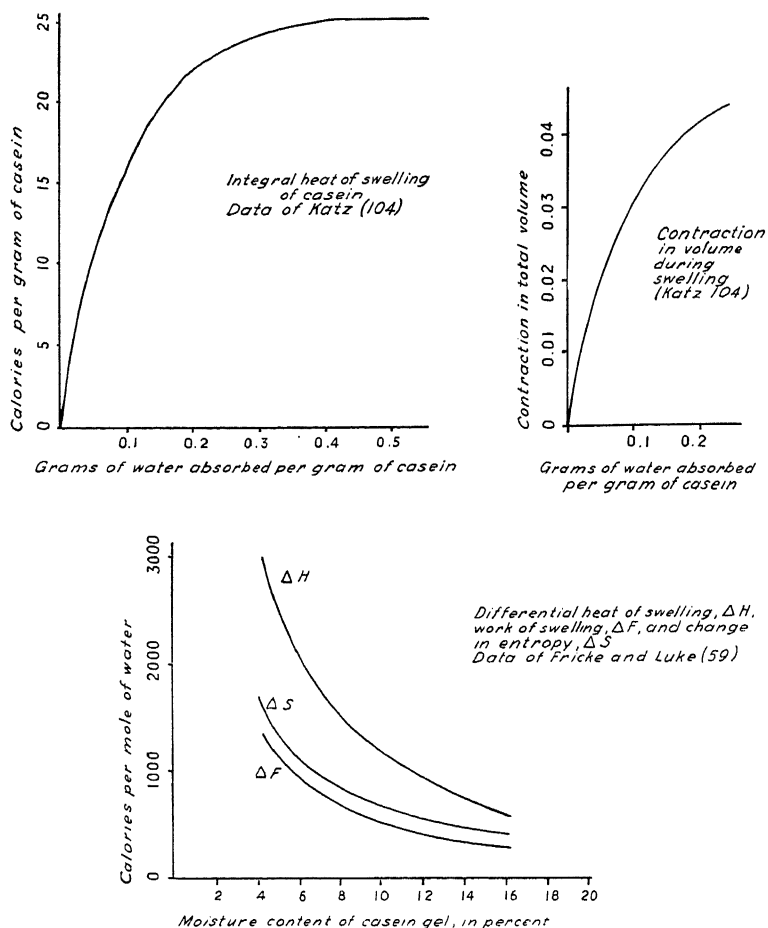 25
20
15
10
5
0
Calories per gram of casein
0.1 0.2 0.3 0.4 0.5
Grams of water absorbed per gram of casein
Integral heat of swelling
of casein
Data of Katz (104)
0.04
0.03
0.02
0.01
0
Contraction in total volume
0.1 0.2
Grams of water absorbed
per gram of casein
Contraction
in volume
during
swelling
(Katz 104)
3000
2000
1000
0
Calories per mole of water
Δ H
Δ S
Δ F
2 4 6 8 10 12 14 16 18 20
Moisture content of casein gel, in percent
Differential heat of swelling, Δ H,
work of swelling, Δ F, and change
in entropy, Δ S
Data of Fricke and Luke (59)